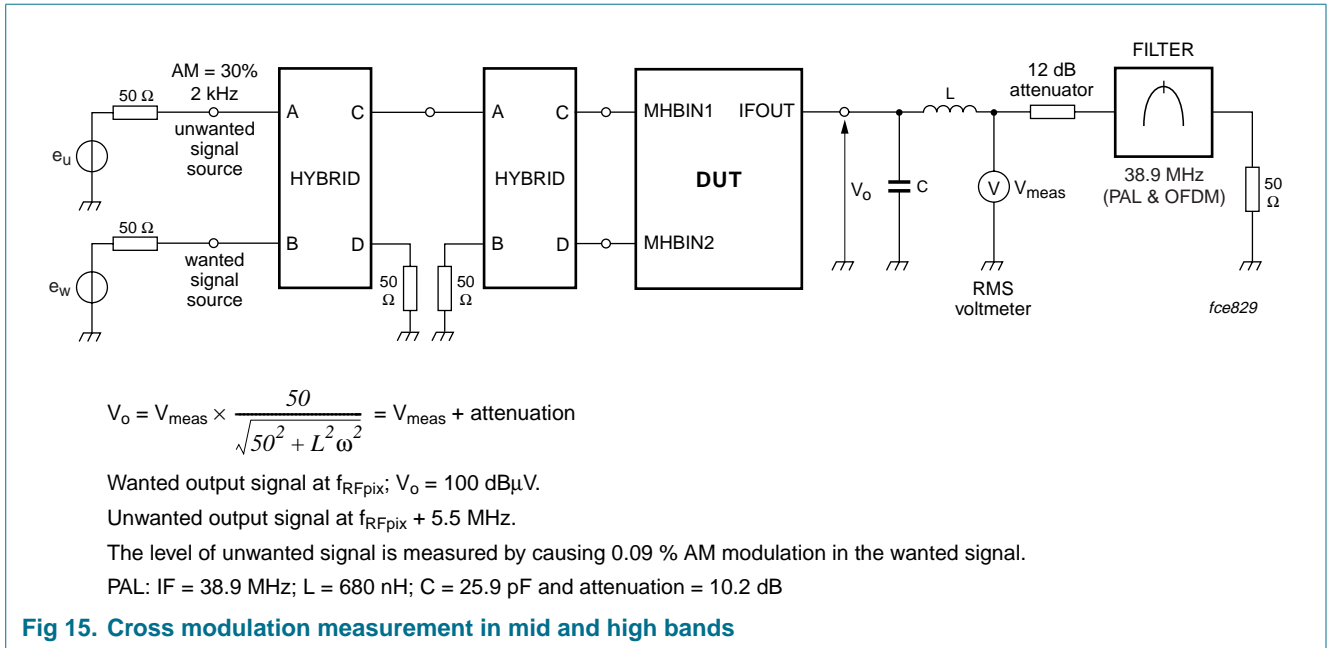 AM = 30%
2 kHz
50 Ω
unwanted
signal
source
e_u
50 Ω
wanted
signal
source
e_w
A
C
HYBRID
B
D
50
Ω
50
Ω
A
C
HYBRID
B
D
MHBIN1
IFOUT
DUT
MHBIN2
V_o
C
L
V
V_meas
RMS
voltmeter
12 dB
attenuator
FILTER
38.9 MHz
(PAL & OFDM)
50
Ω
fce829
V_o = V_meas × 50 / √(50² + L²ω²) = V_meas + attenuation
Wanted output signal at f_RFpix; V_o = 100 dBμV.
Unwanted output signal at f_RFpix + 5.5 MHz.
The level of unwanted signal is measured by causing 0.09 % AM modulation in the wanted signal.
PAL: IF = 38.9 MHz; L = 680 nH; C = 25.9 pF and attenuation = 10.2 dB
Fig 15. Cross modulation measurement in mid and high bands